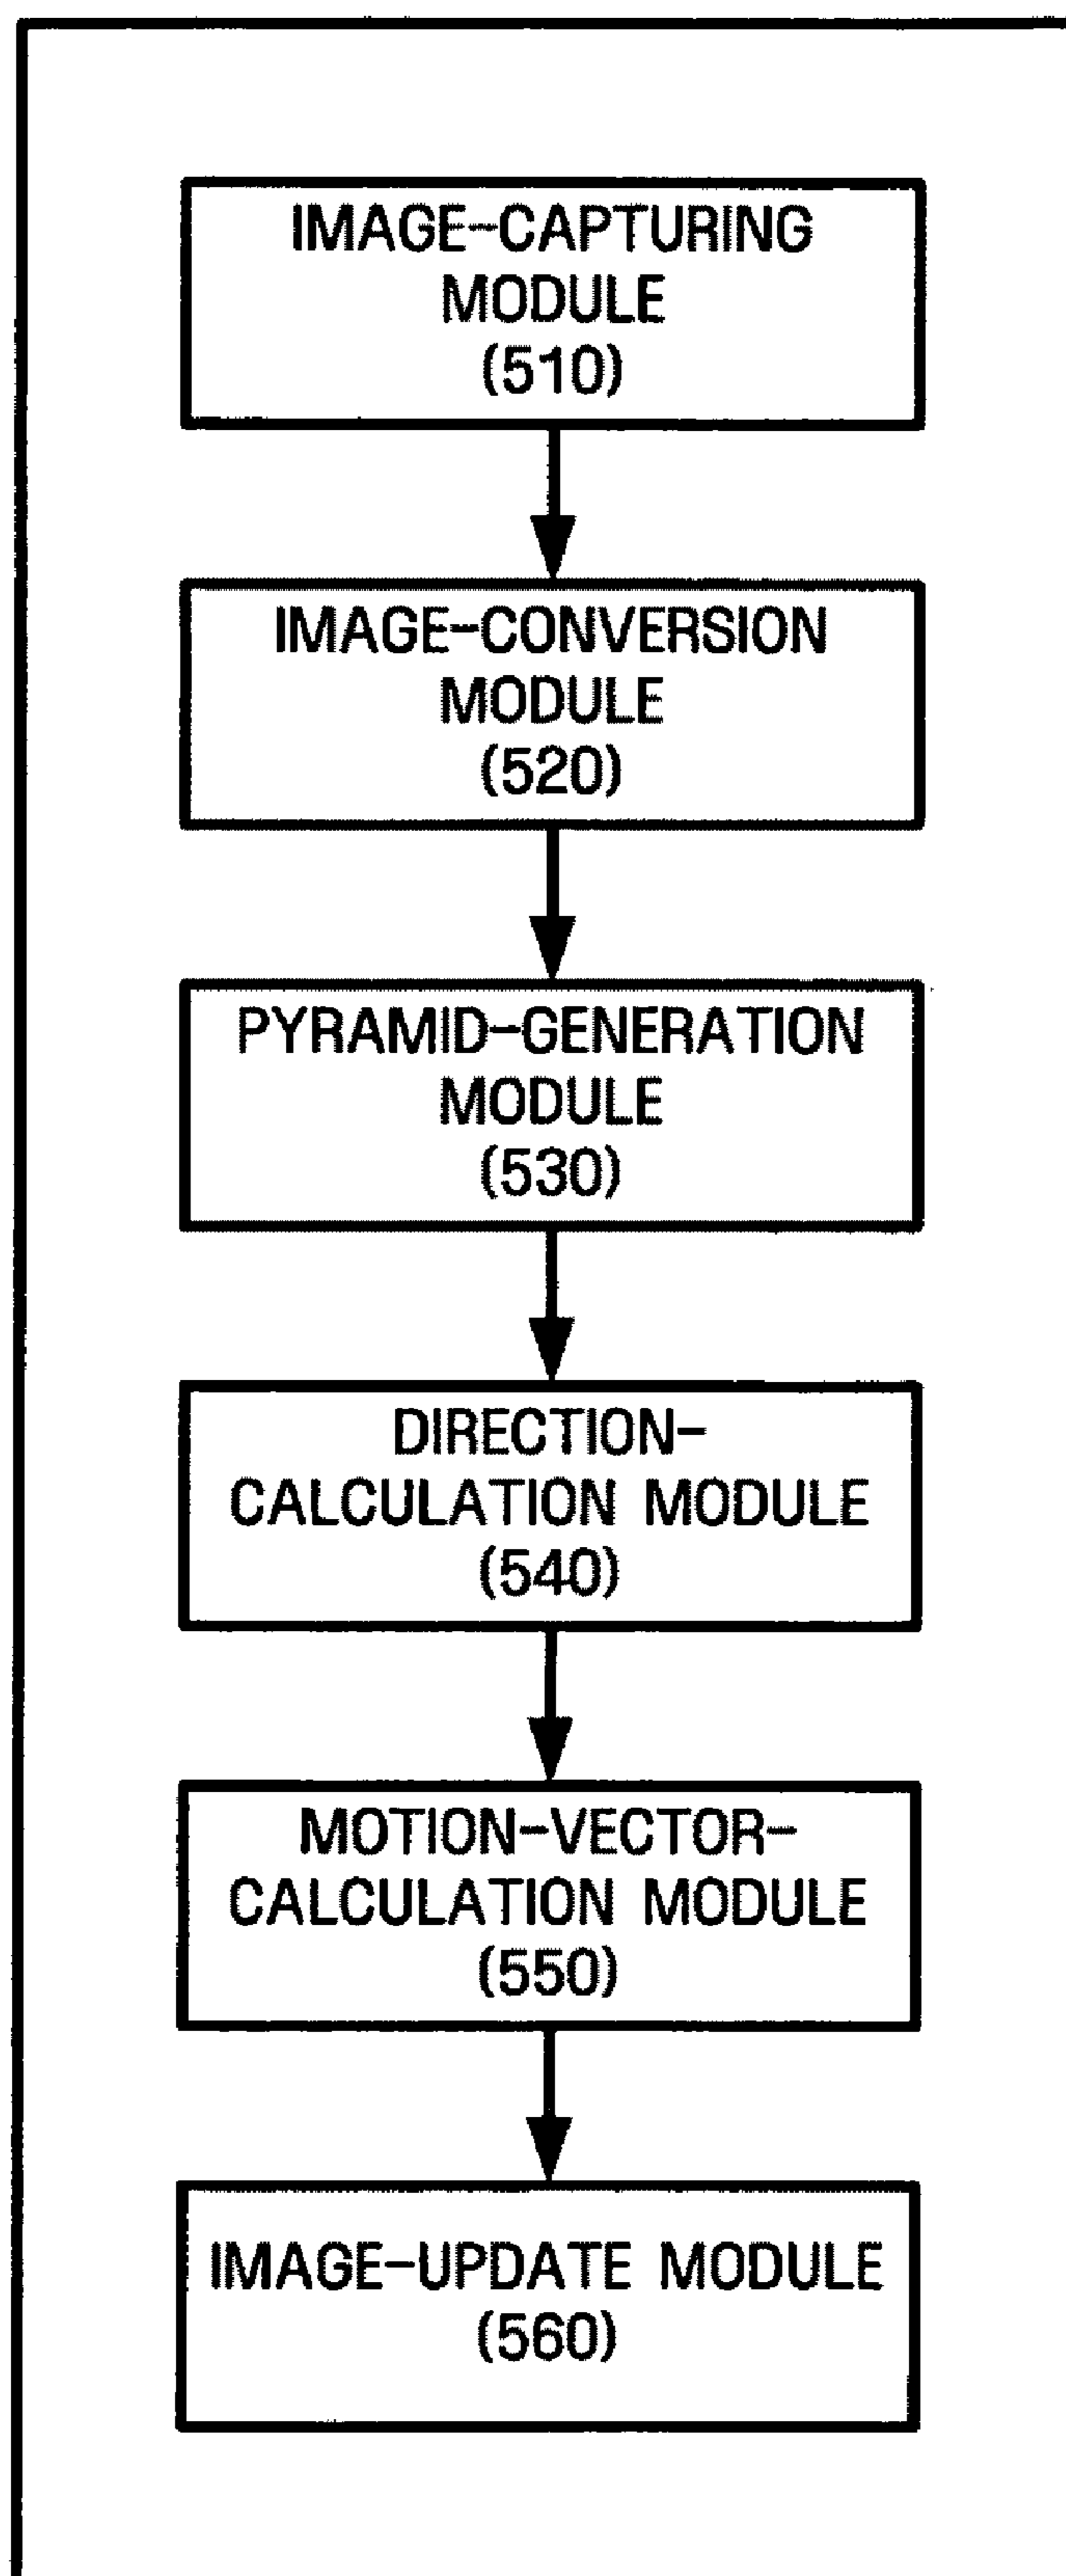 IMAGE-CAPTURING
MODULE
(510)
IMAGE-CONVERSION
MODULE
(520)
PYRAMID-GENERATION
MODULE
(530)
DIRECTION-
CALCULATION MODULE
(540)
MOTION-VECTOR-
CALCULATION MODULE
(550)
IMAGE-UPDATE MODULE
(560)